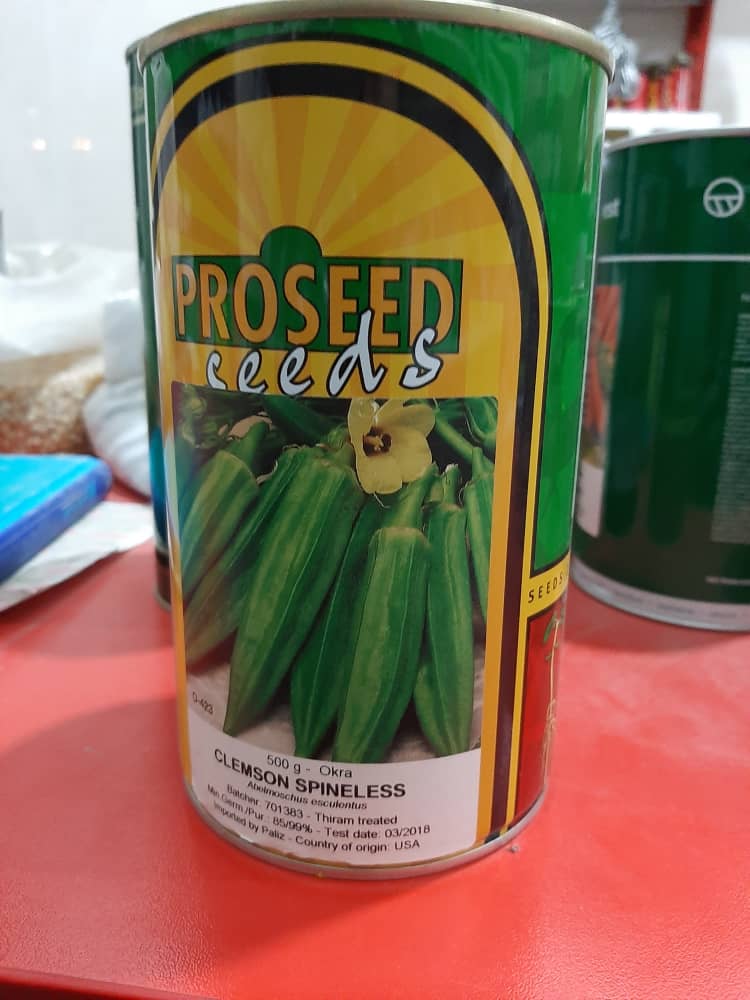 PROSEED
seeds
SEEDS
O-423
500 g - Okra
CLEMSON SPINELESS
Abelmoschus esculentus
Batchnr: 701383 - Thiram treated
Min Germ./Pur.: 85/99% - Test date: 03/2018
Imported by Paliz - Country of origin: USA